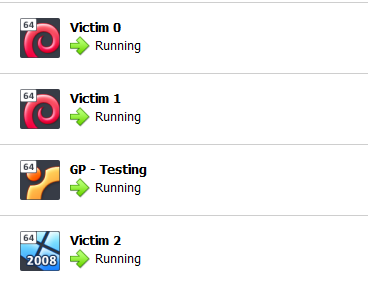 64
Victim 0
Running
64
Victim 1
Running
64
GP - Testing
Running
64
2008
Victim 2
Running